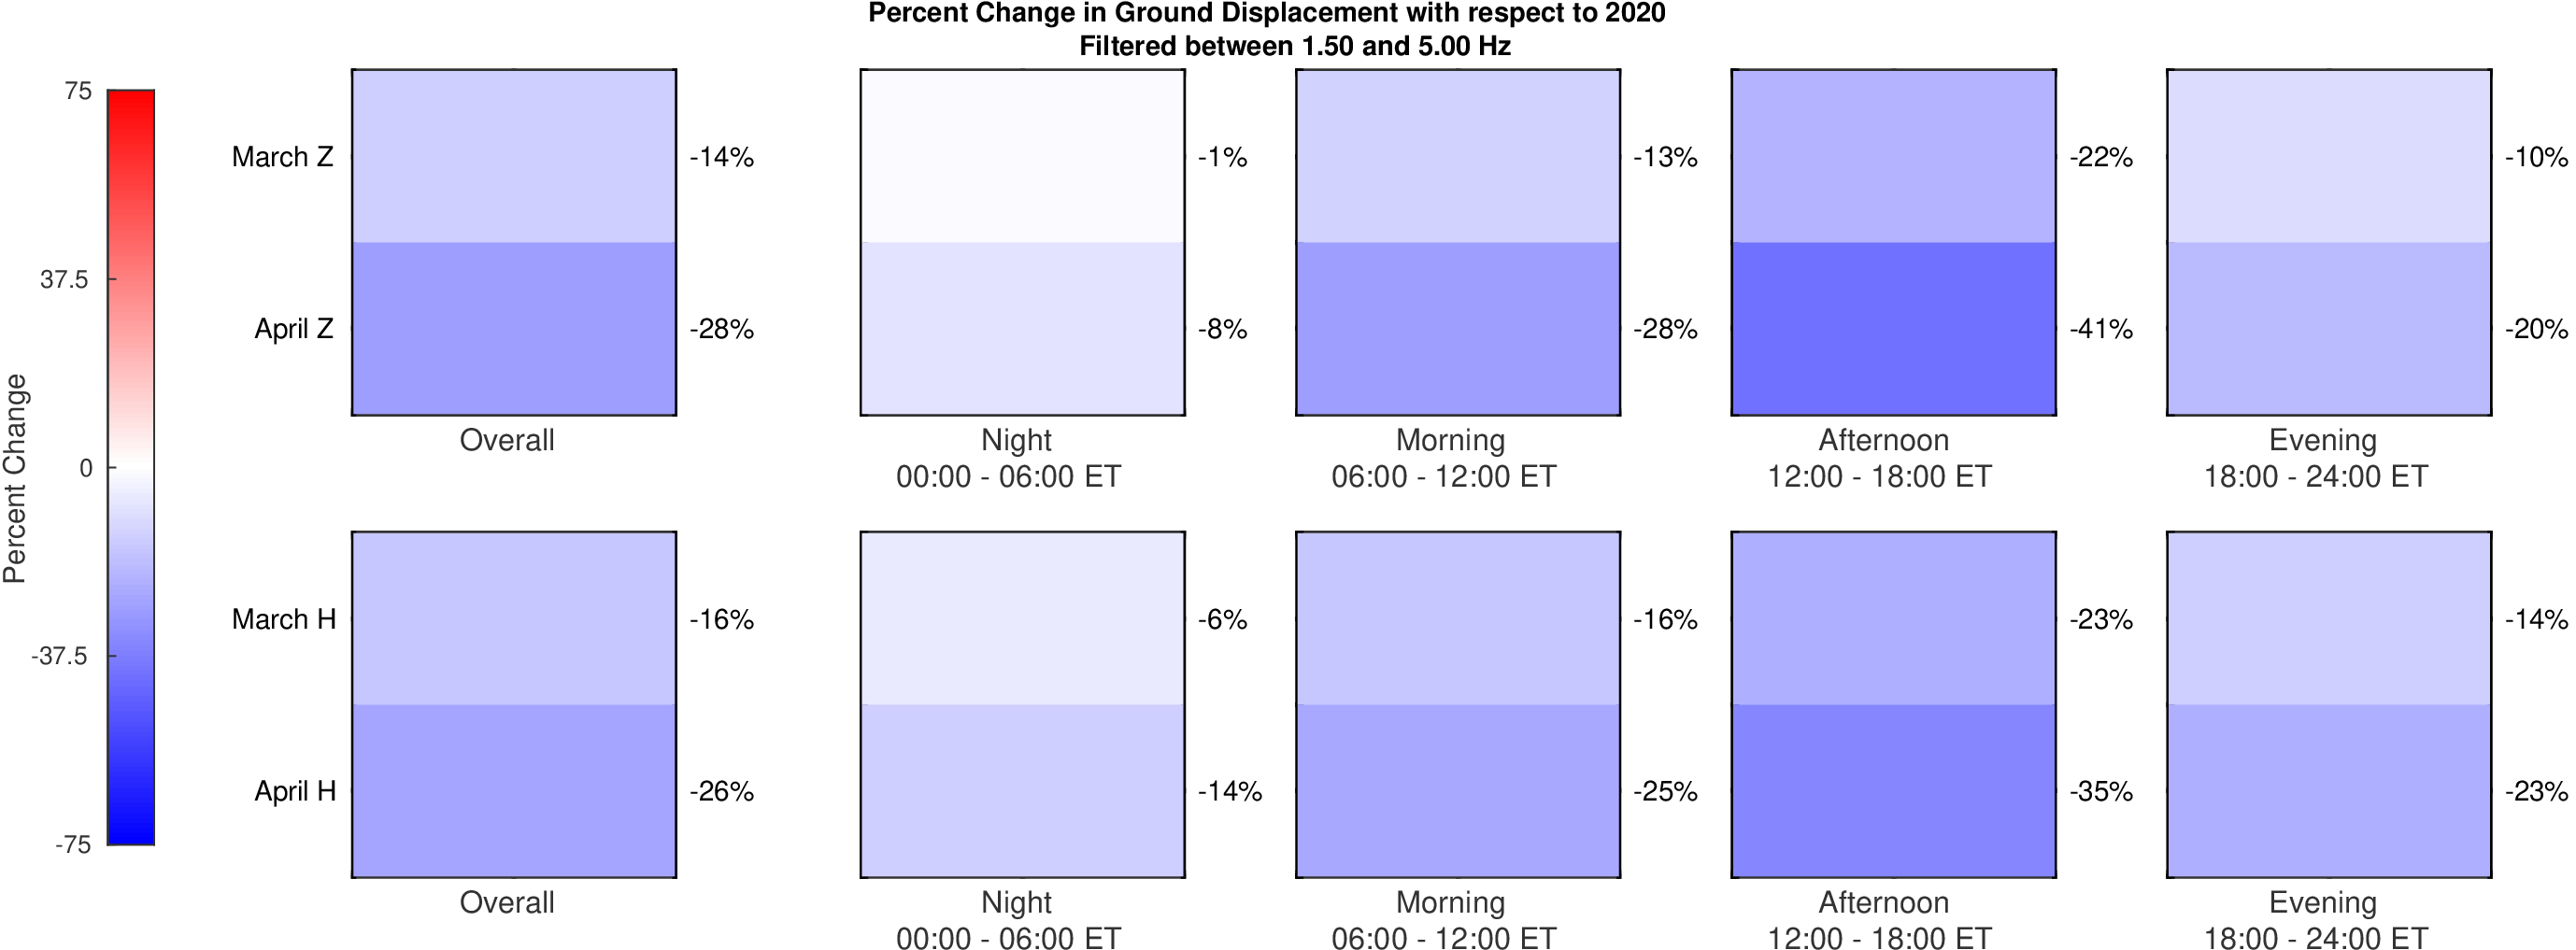 Percent Change in Ground Displacement with respect to 2020
Filtered between 1.50 and 5.00 Hz
Percent Change
75
37.5
0
-37.5
-75
March Z
-14%
-1%
-13%
-22%
-10%
April Z
-28%
-8%
-28%
-41%
-20%
Overall
Night
00:00 - 06:00 ET
Morning
06:00 - 12:00 ET
Afternoon
12:00 - 18:00 ET
Evening
18:00 - 24:00 ET
March H
-16%
-6%
-16%
-23%
-14%
April H
-26%
-14%
-25%
-35%
-23%
Overall
Night
00:00 - 06:00 ET
Morning
06:00 - 12:00 ET
Afternoon
12:00 - 18:00 ET
Evening
18:00 - 24:00 ET